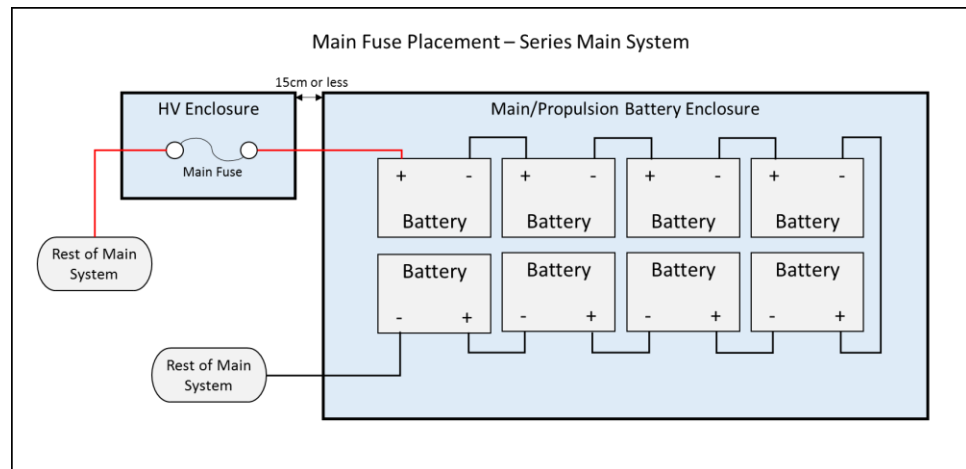 Main Fuse Placement – Series Main System
15cm or less
HV Enclosure
Main/Propulsion Battery Enclosure
Main Fuse
+ - + - + - + -
Battery Battery Battery Battery
Rest of Main
System
Battery Battery Battery Battery
- + - + - + - +
Rest of Main
System